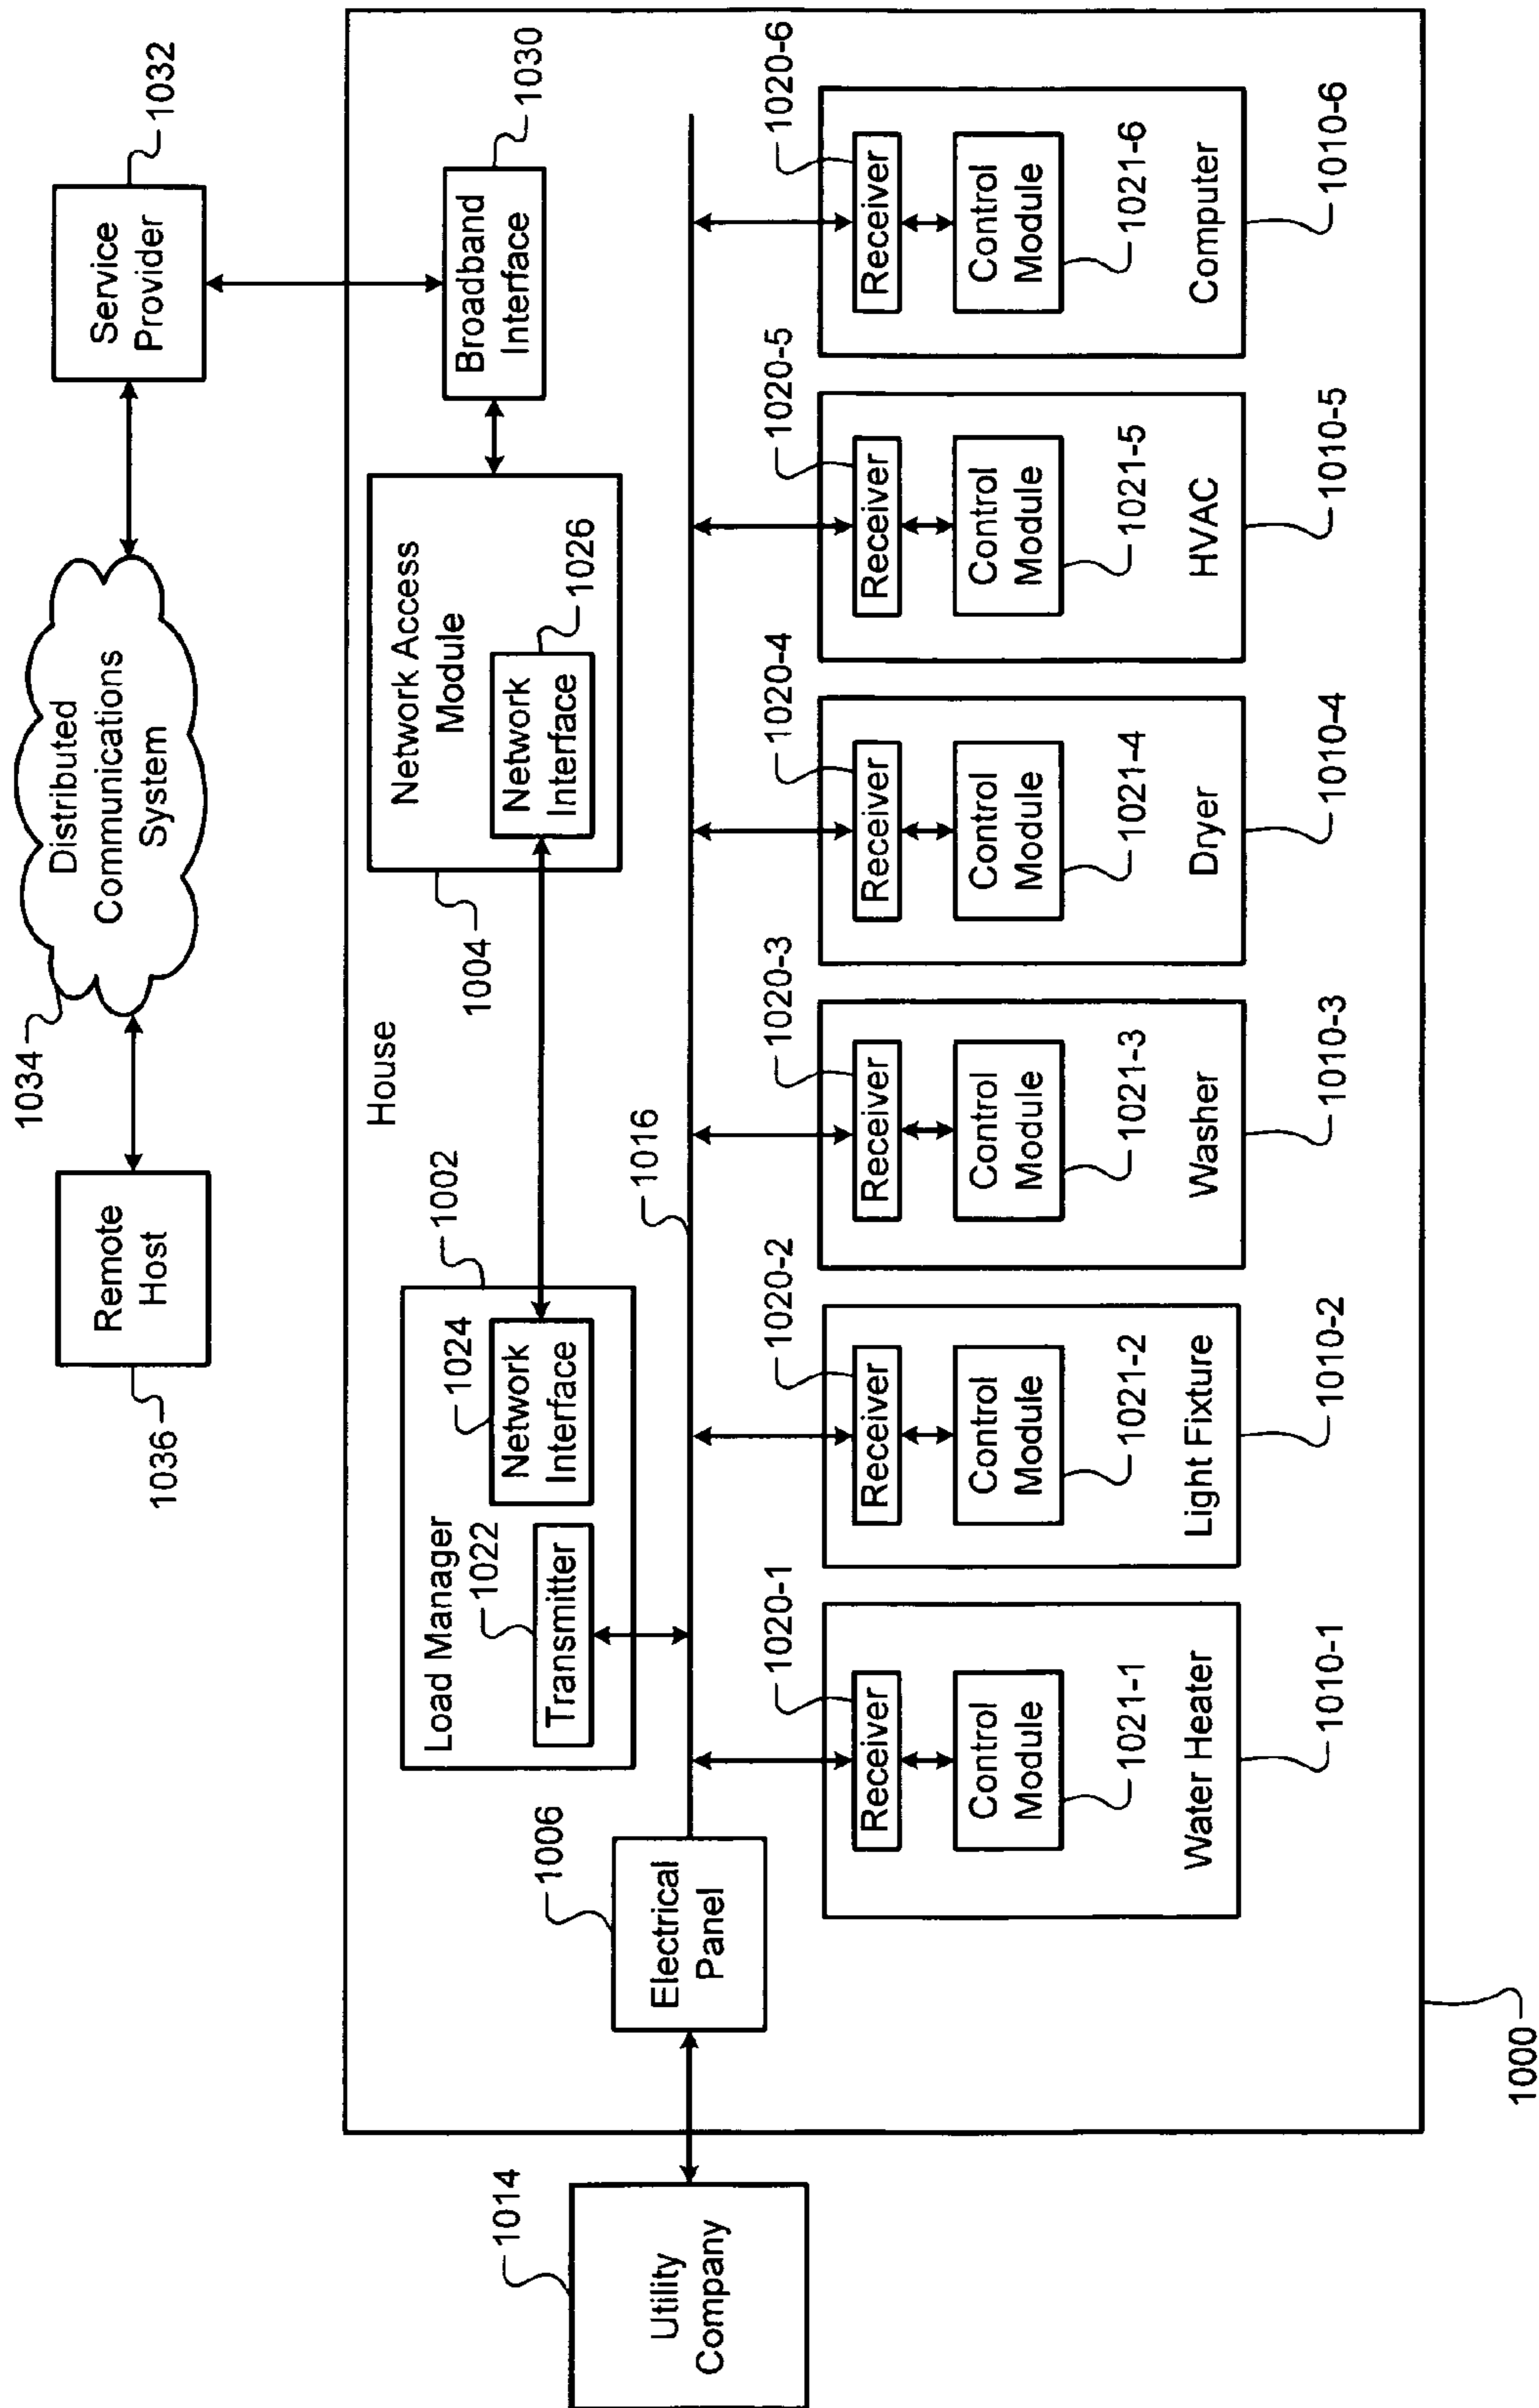 1034
Distributed
Communications
System
Remote
Host
1036
Service
Provider
1032
House
Load Manager
1002
1022
Transmitter
1024
Network
Interface
1004
Network Access
Module
1026
Network
Interface
Broadband
Interface
1030
1014
Utility
Company
1006
Electrical
Panel
1016
1020-1
Receiver
Control
Module
1021-1
Water Heater
1010-1
1020-2
Receiver
Control
Module
1021-2
Light Fixture
1010-2
1020-3
Receiver
Control
Module
1021-3
Washer
1010-3
1020-4
Receiver
Control
Module
1021-4
Dryer
1010-4
1020-5
Receiver
Control
Module
1021-5
HVAC
1010-5
1020-6
Receiver
Control
Module
1021-6
Computer
1010-6
1000